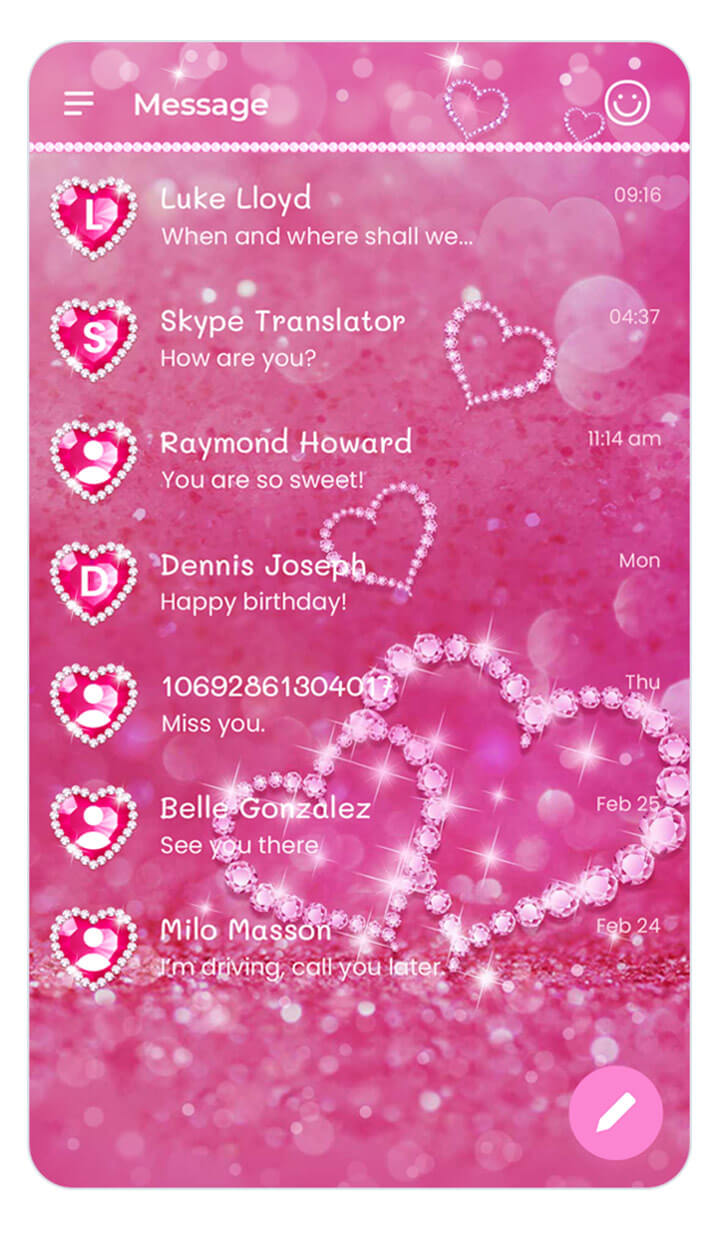 Message
L
Luke Lloyd
09:16
When and where shall we...
S
Skype Translator
04:37
How are you?
Raymond Howard
11:14 am
You are so sweet!
D
Dennis Joseph
Mon
Happy birthday!
10692861304017
Thu
Miss you.
Belle Gonzalez
Feb 25
See you there
Milo Masson
Feb 24
I'm driving, call you later.